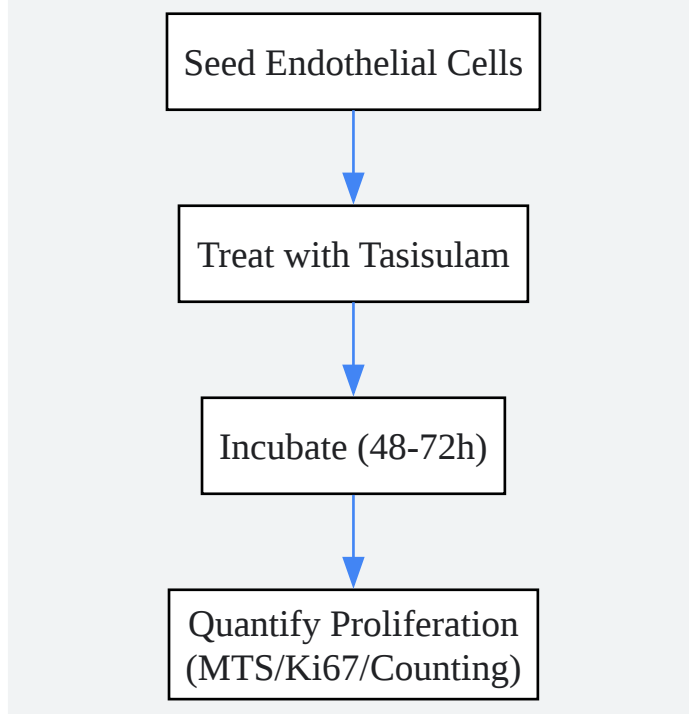 Seed Endothelial Cells
Treat with Tasisulam
Incubate (48-72h)
Quantify Proliferation
(MTS/Ki67/Counting)